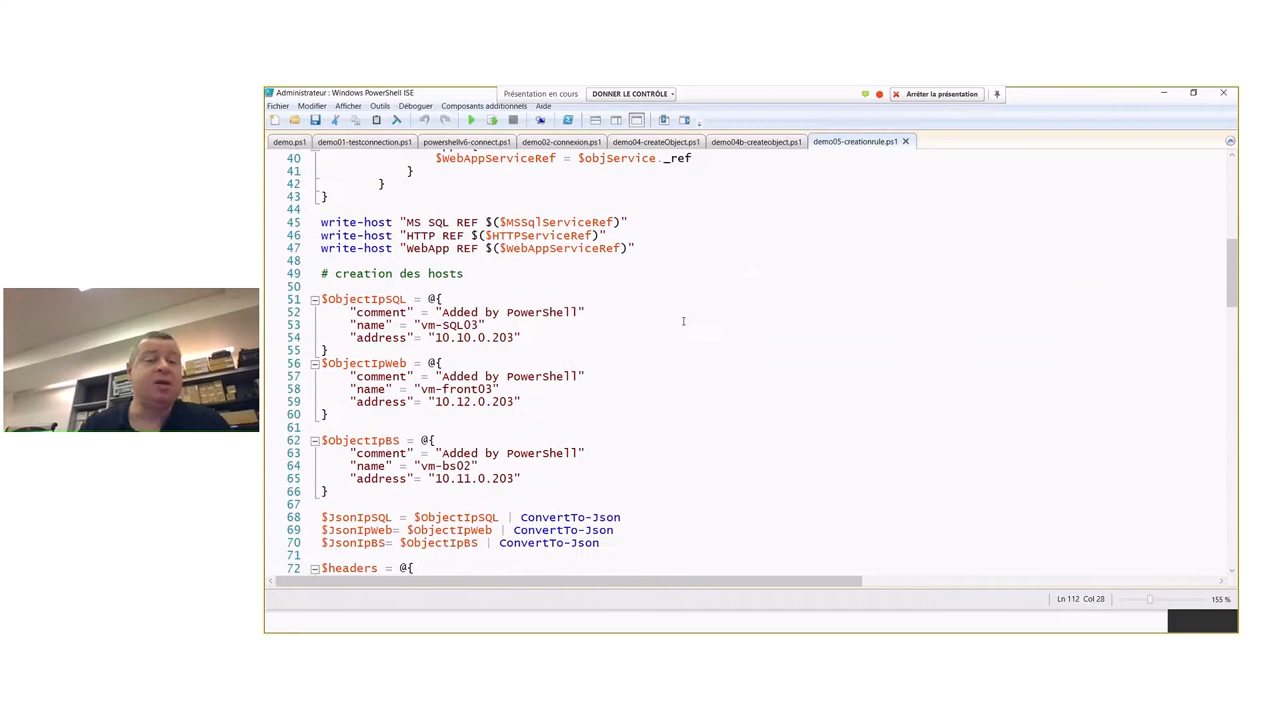 Administrateur : Windows PowerShell ISE
Présentation en cours DONNER LE CONTRÔLE Arrêter la présentation
Fichier Modifier Afficher Outils Déboguer Composants additionnels Aide
demo.ps1 demo01-testconnection.ps1 powershellv6-connect.ps1 demo02-connexion.ps1 demo04-createObject.ps1 demo04b-createobject.ps1 demo05-creationrule.ps1
40 $WebAppServiceRef = $objService._ref
41 }
42 }
43 }
44
45 write-host "MS SQL REF $($MSSqlServiceRef)"
46 write-host "HTTP REF $($HTTPServiceRef)"
47 write-host "WebApp REF $($WebAppServiceRef)"
48
49 # creation des hosts
50
51 $ObjectIpSQL = @{
52 "comment" = "Added by PowerShell"
53 "name" = "vm-SQL03"
54 "address"= "10.10.0.203"
55 }
56 $ObjectIpWeb = @{
57 "comment" = "Added by PowerShell"
58 "name" = "vm-front03"
59 "address"= "10.12.0.203"
60 }
61
62 $ObjectIpBS = @{
63 "comment" = "Added by PowerShell"
64 "name" = "vm-bs02"
65 "address"= "10.11.0.203"
66 }
67
68 $JsonIpSQL = $ObjectIpSQL | ConvertTo-Json
69 $JsonIpWeb= $ObjectIpWeb | ConvertTo-Json
70 $JsonIpBS= $ObjectIpBS | ConvertTo-Json
71
72 $headers = @{
Ln 112 Col 28 155 %